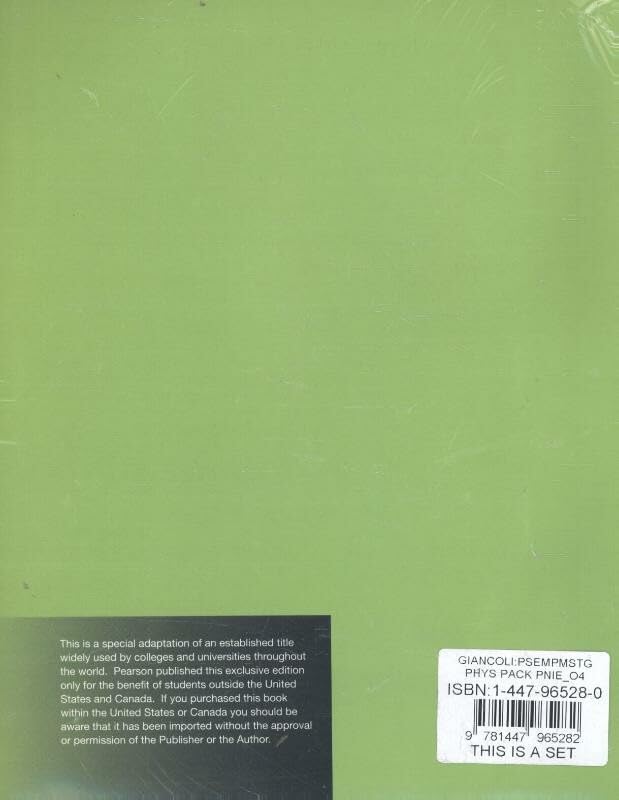 This is a special adaptation of an established title
widely used by colleges and universities throughout
the world.  Pearson published this exclusive edition
only for the benefit of students outside the United
States and Canada.  If you purchased this book
within the United States or Canada you should be
aware that it has been imported without the approval
or permission of the Publisher or the Author.
GIANCOLI:PSEMPMSTG
PHYS PACK PNIE_O4
ISBN:1-447-96528-0
9 781447 965282
THIS IS A SET